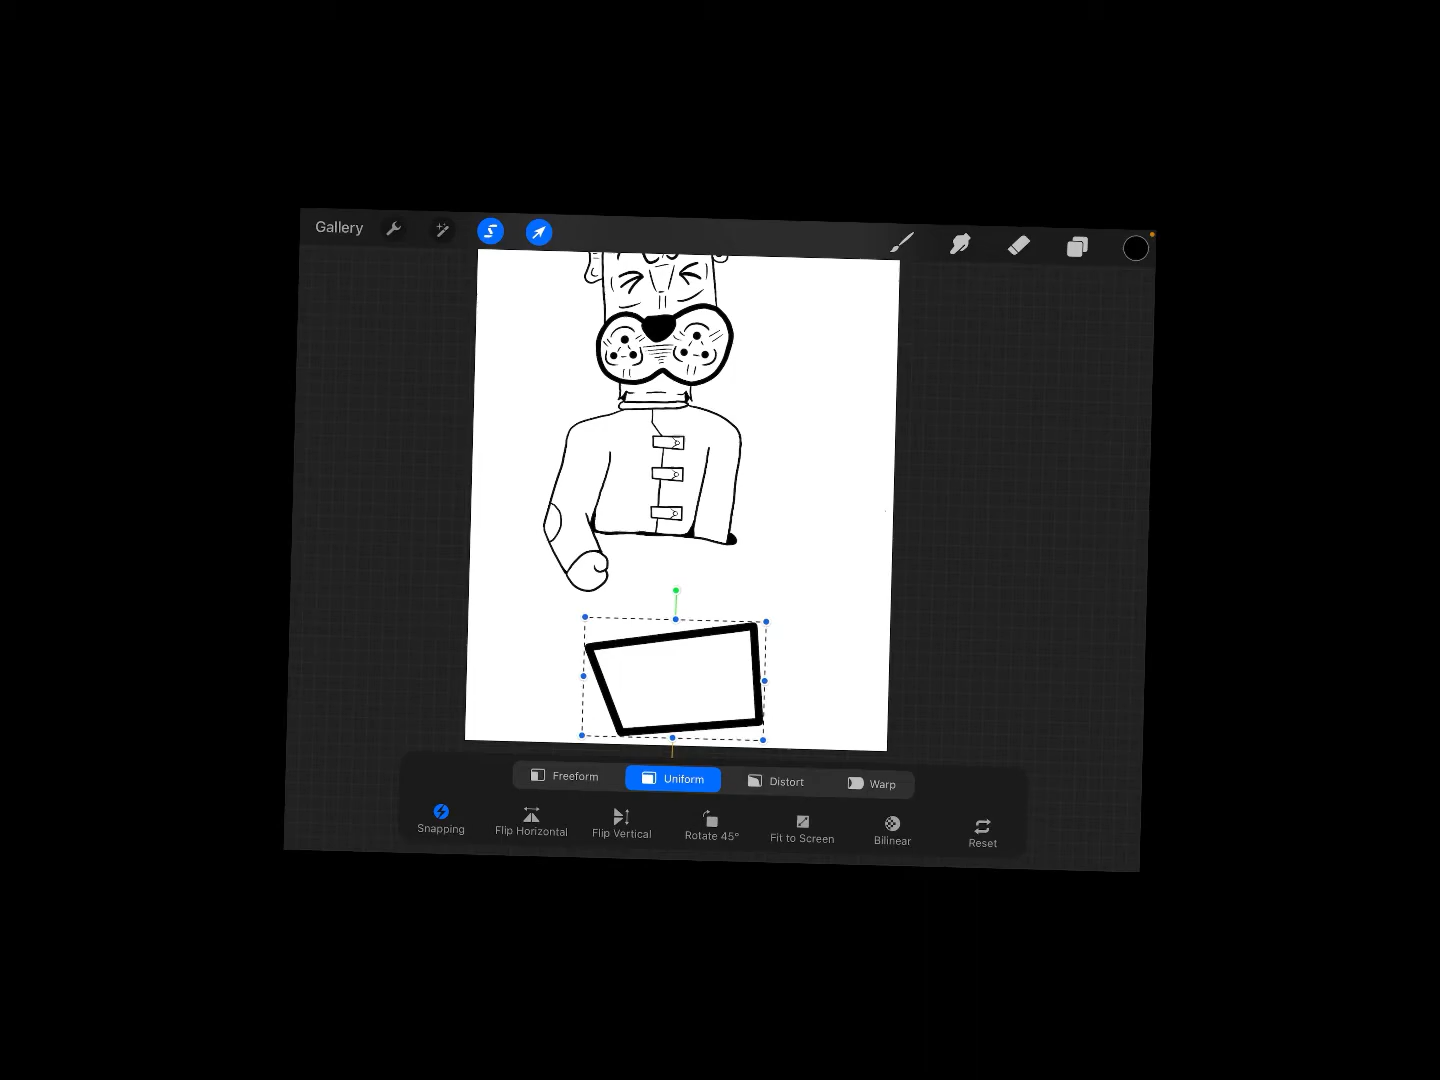 Gallery
Freeform Uniform Distort Warp
Snapping Flip Horizontal Flip Vertical Rotate 45° Fit to Screen Bilinear Reset